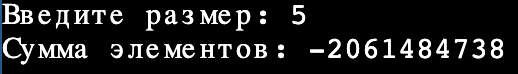 Введите размер: 5
Сумма элементов: -2061484738